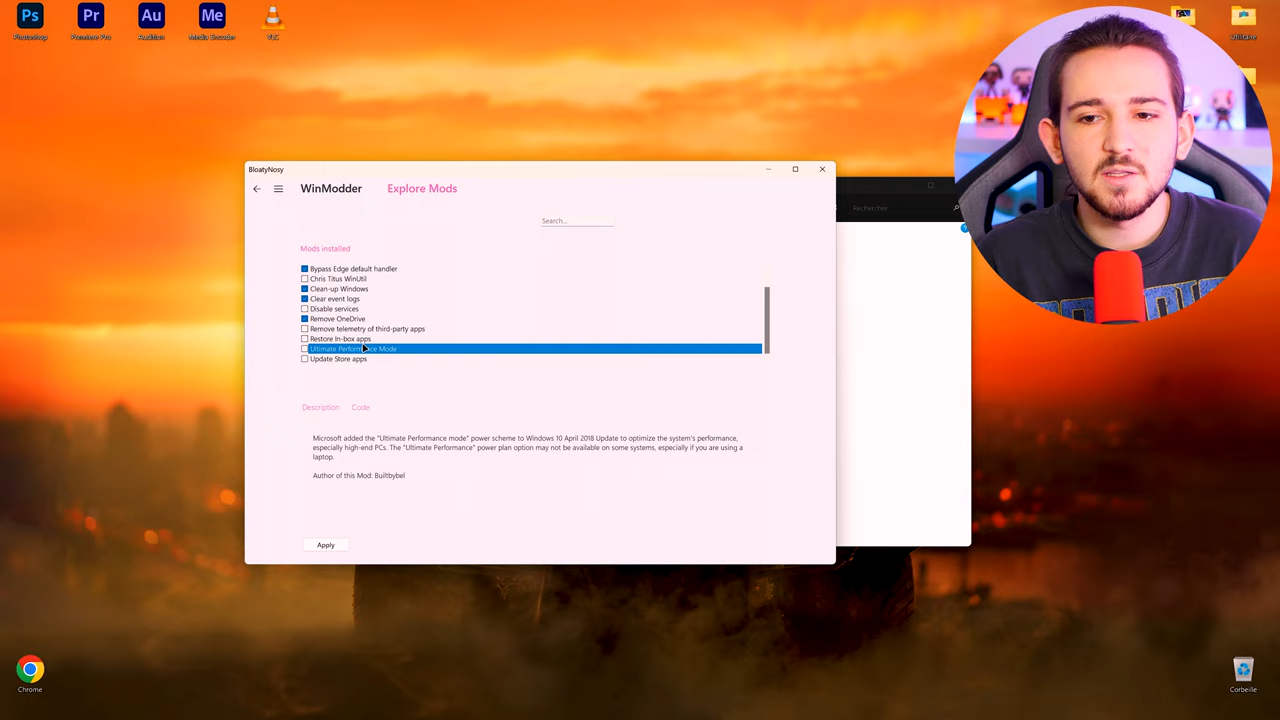 Ps
Pr
Au
Me
Photoshop
Premiere Pro
Audition
Media Encoder
VLC
Utilitaire
BloatyNosy
WinModder
Explore Mods
Rechercher
Search...
Mods installed
Bypass Edge default handler
Chris Titus WinUtil
Clean-up Windows
Clear event logs
Disable services
Remove OneDrive
Remove telemetry of third-party apps
Restore In-box apps
Ultimate Performance Mode
Update Store apps
Description
Code
Microsoft added the "Ultimate Performance mode" power scheme to Windows 10 April 2018 Update to optimize the system's performance,
especially high-end PCs. The "Ultimate Performance" power plan option may not be available on some systems, especially if you are using a
laptop.
Author of this Mod: Builtbybel
Apply
Chrome
Corbeille